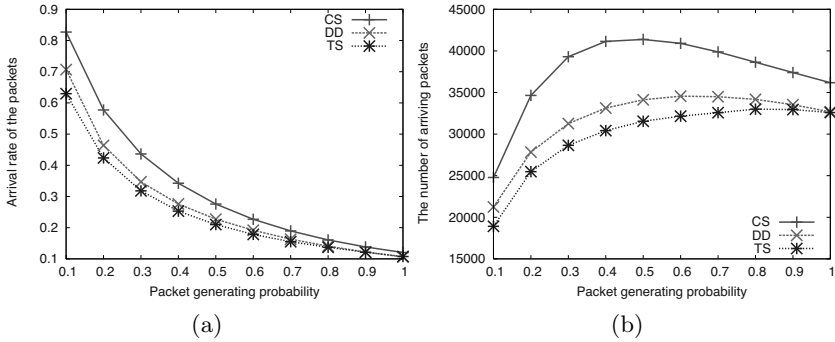 Arrival rate of the packets
0.9
0.8
0.7
0.6
0.5
0.4
0.3
0.2
0.1
CS
DD
TS
0.1 0.2 0.3 0.4 0.5 0.6 0.7 0.8 0.9 1
Packet generating probability
(a)
The number of arriving packets
45000
40000
35000
30000
25000
20000
15000
CS
DD
TS
0.1 0.2 0.3 0.4 0.5 0.6 0.7 0.8 0.9 1
Packet generating probability
(b)